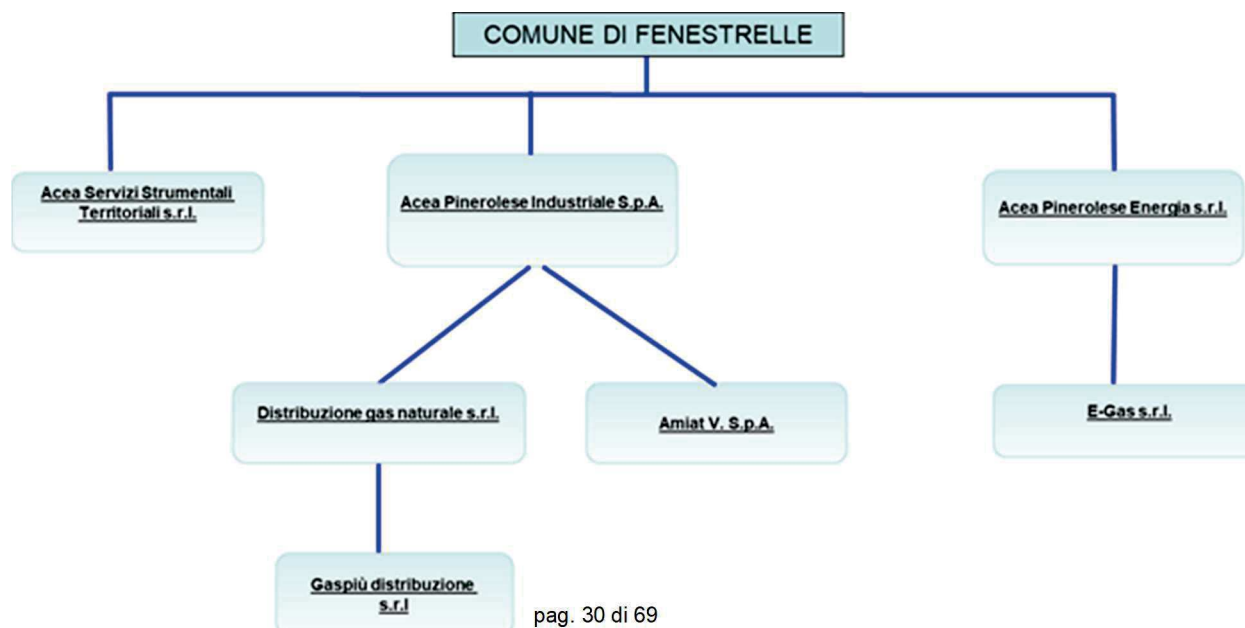 COMUNE DI FENESTRELLE
Acea Servizi Strumentali
Territoriali s.r.l.
Acea Pinerolese Industriale S.p.A.
Acea Pinerolese Energia s.r.l.
Distribuzione gas naturale s.r.l.
Amiat V. S.p.A.
E-Gas s.r.l.
Gaspiù distribuzione
s.r.l
pag. 30 di 69